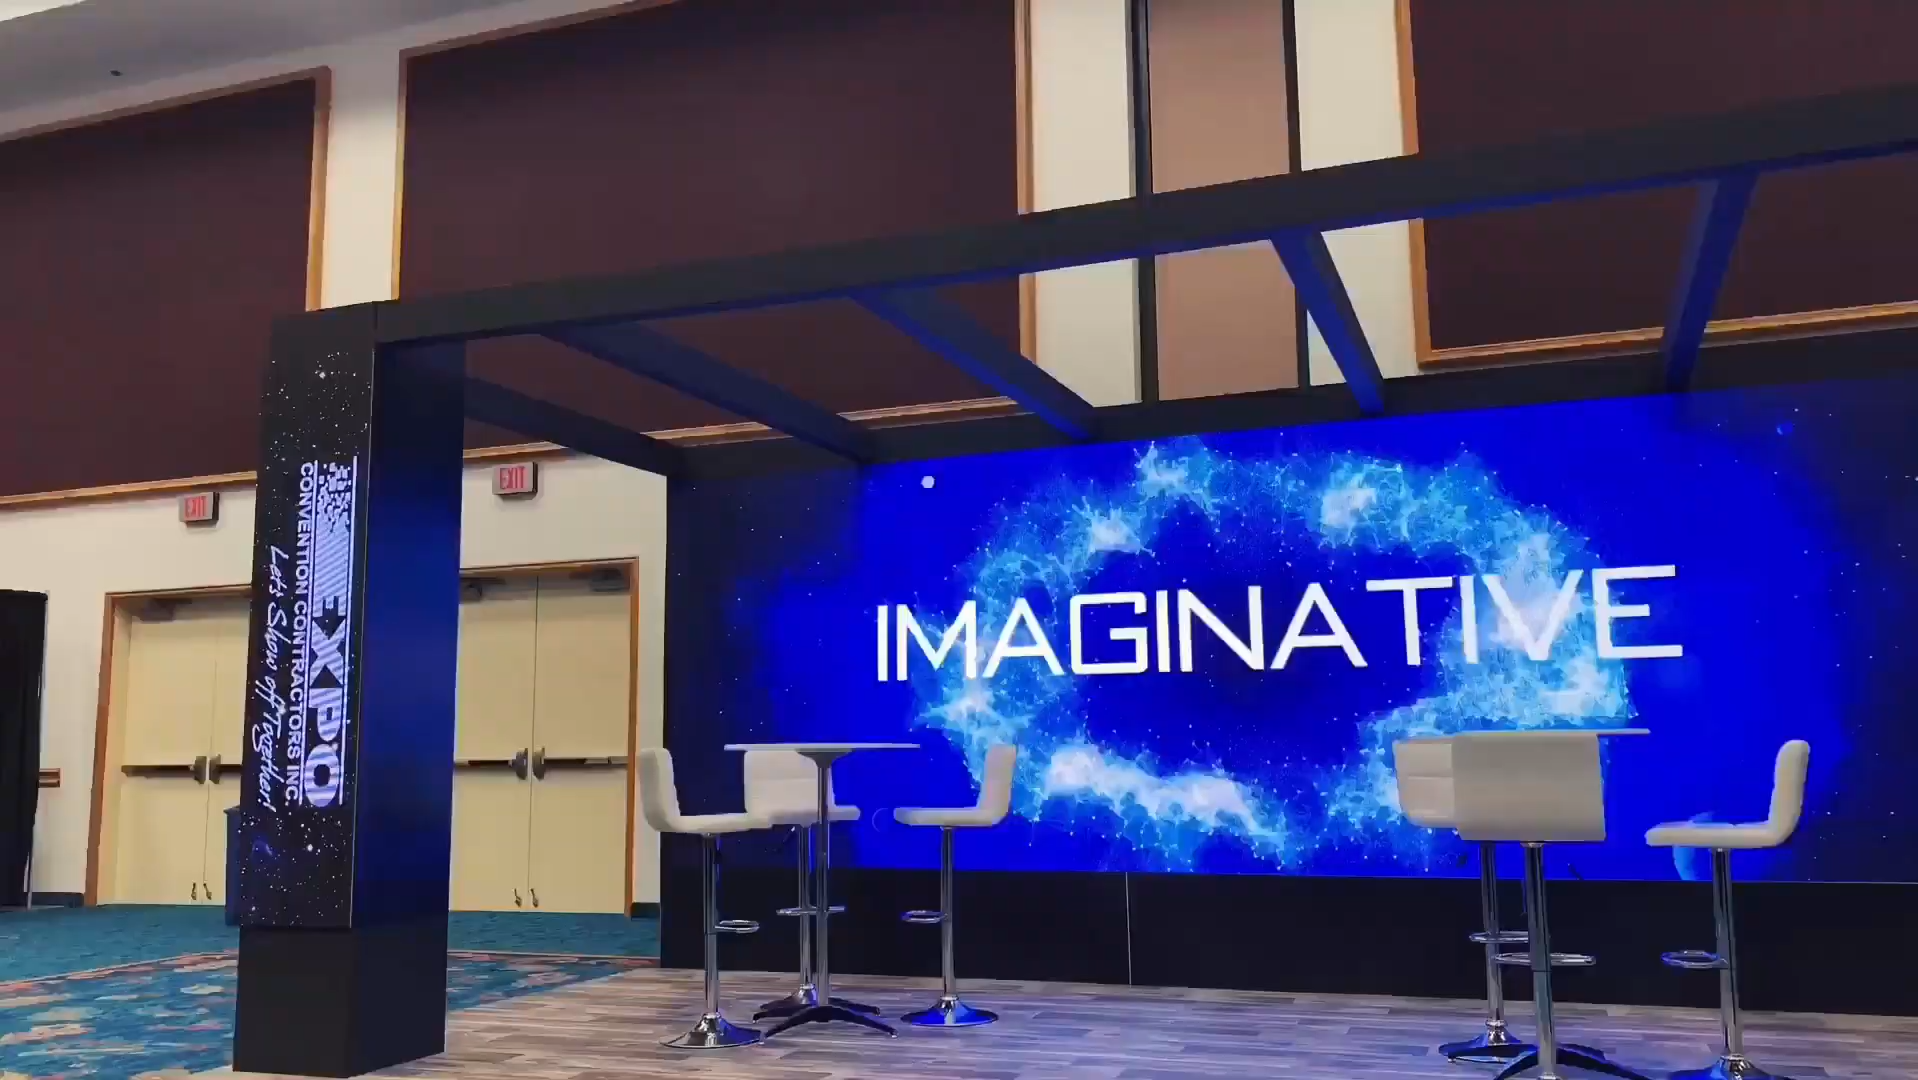 EXIT
EXIT
EXPO
CONVENTION CONTRACTORS INC.
Let's Show off Together!
IMAGINATIVE